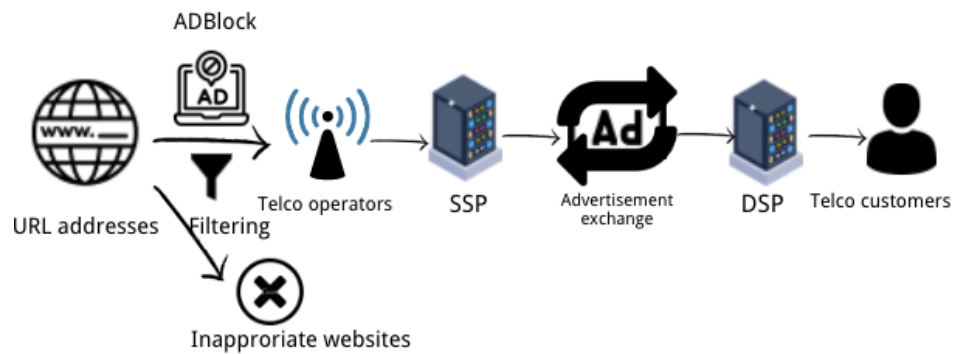 ADBlock
AD
www.
Telco operators
SSP
Ad
Advertisement
exchange
DSP
Telco customers
URL addresses
Filtering
Inapproriate websites